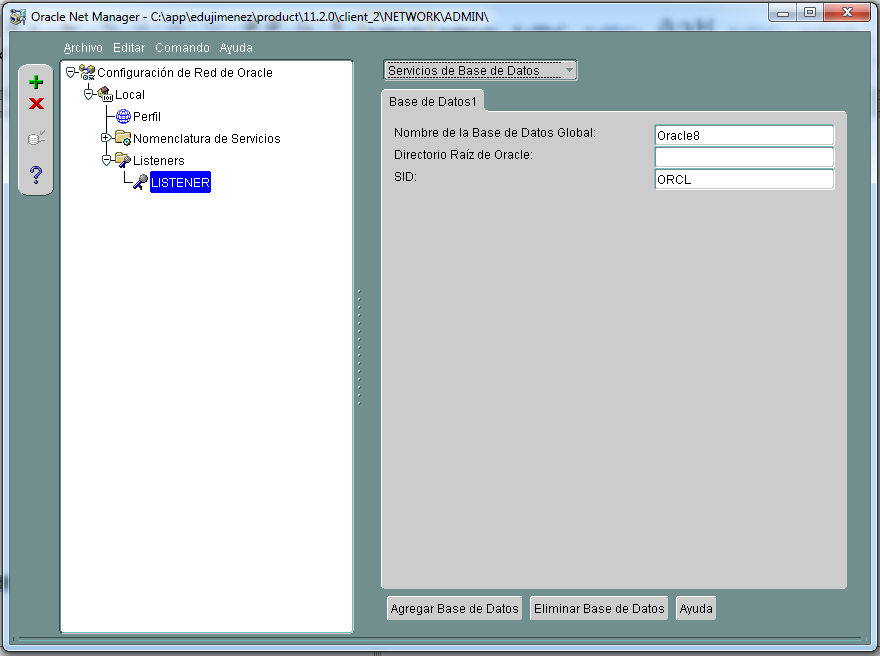 Oracle Net Manager - C:\app\edujimenez\product\11.2.0\client_2\NETWORK\ADMIN\
Archivo Editar Comando Ayuda
Configuración de Red de Oracle
Local
Perfil
Nomenclatura de Servicios
Listeners
LISTENER
Servicios de Base de Datos
Base de Datos1
Nombre de la Base de Datos Global: Oracle8
Directorio Raíz de Oracle:
SID: ORCL
Agregar Base de Datos Eliminar Base de Datos Ayuda